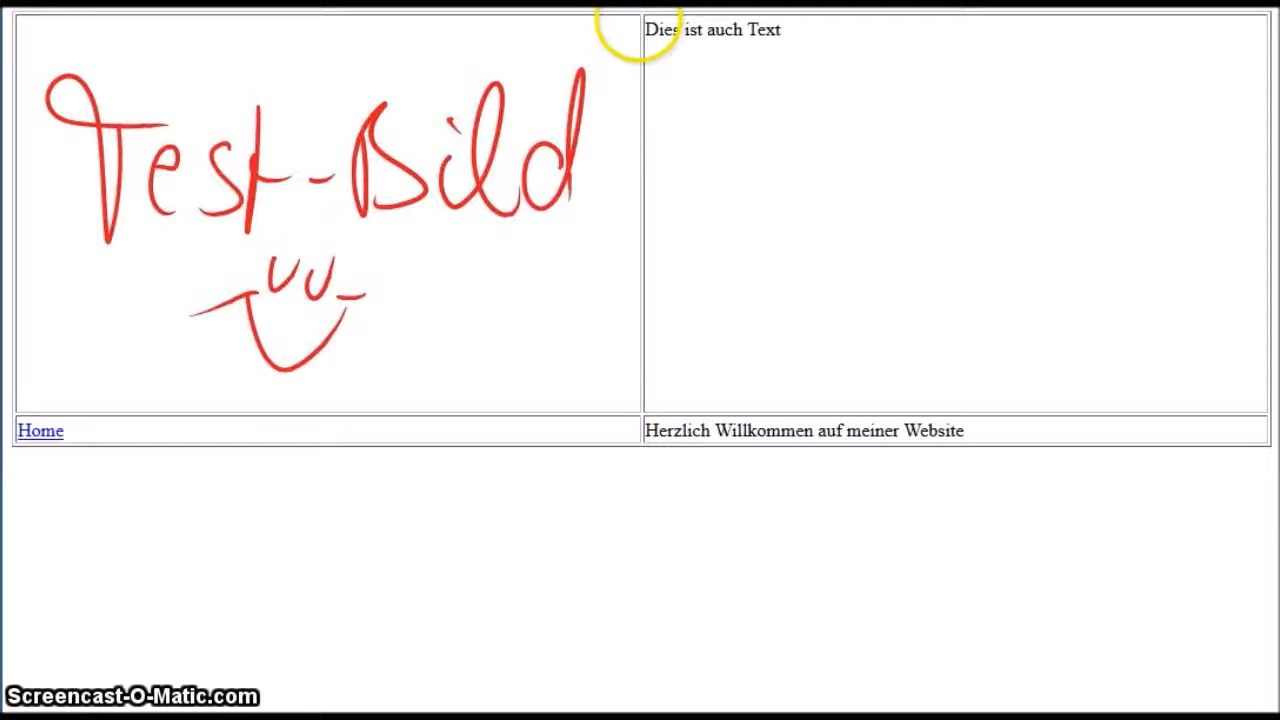 Dies ist auch Text
Test-Bild
Home
Herzlich Willkommen auf meiner Website
Screencast-O-Matic.com